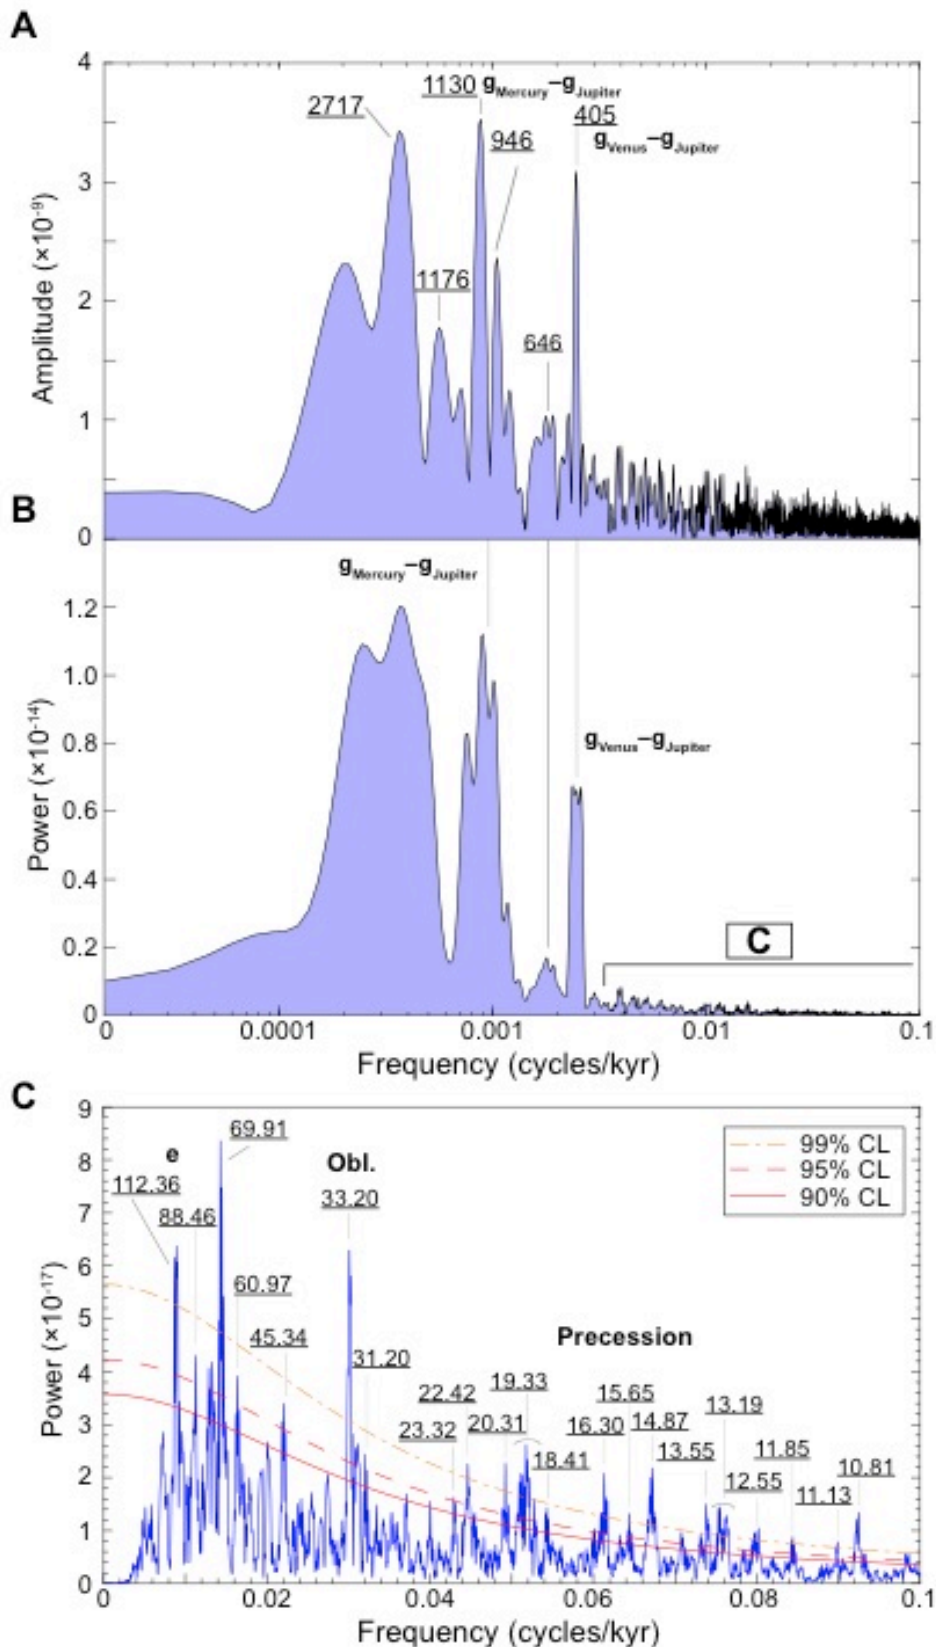 A
4
3
2
1
0
Amplitude (×10⁻⁹)
2717
1130 gMercury–gJupiter
405
946
gVenus–gJupiter
1176
646
B
gMercury–gJupiter
1.2
1.0
0.8
0.6
0.4
0.2
0
Power (×10⁻¹⁴)
gVenus–gJupiter
C
0 0.0001 0.001 0.01 0.1
Frequency (cycles/kyr)
C
9
8
7
6
5
4
3
2
1
0
Power (×10⁻¹⁷)
69.91
e
Obl.
112.36
33.20
88.46
60.97
45.34
31.20
Precession
99% CL
95% CL
90% CL
22.42
19.33
15.65
23.32
20.31
16.30
14.87
13.19
18.41
13.55
11.85
12.55
10.81
11.13
0 0.02 0.04 0.06 0.08 0.1
Frequency (cycles/kyr)